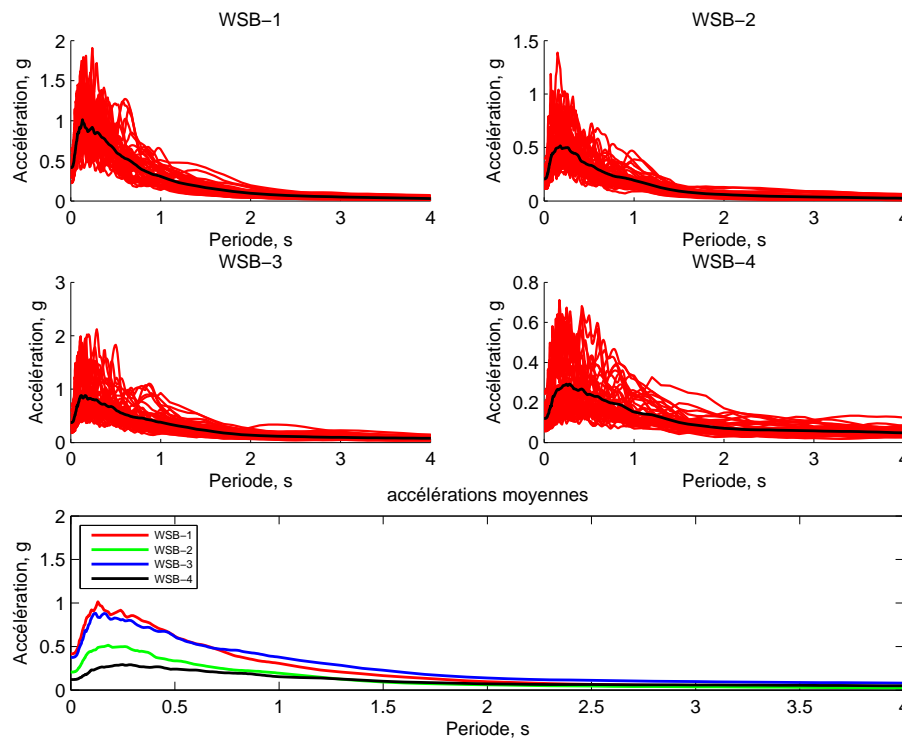 WSB−1
Accélération, g
2
1.5
1
0.5
0
0 1 2 3 4
Periode, s
WSB−2
Accélération, g
1.5
1
0.5
0
0 1 2 3 4
Periode, s
WSB−3
Accélération, g
3
2
1
0
0 1 2 3 4
Periode, s
WSB−4
Accélération, g
0.8
0.6
0.4
0.2
0
0 1 2 3 4
Periode, s
accélérations moyennes
Accélération, g
2
1.5
1
0.5
0
WSB−1
WSB−2
WSB−3
WSB−4
0 0.5 1 1.5 2 2.5 3 3.5 4
Periode, s